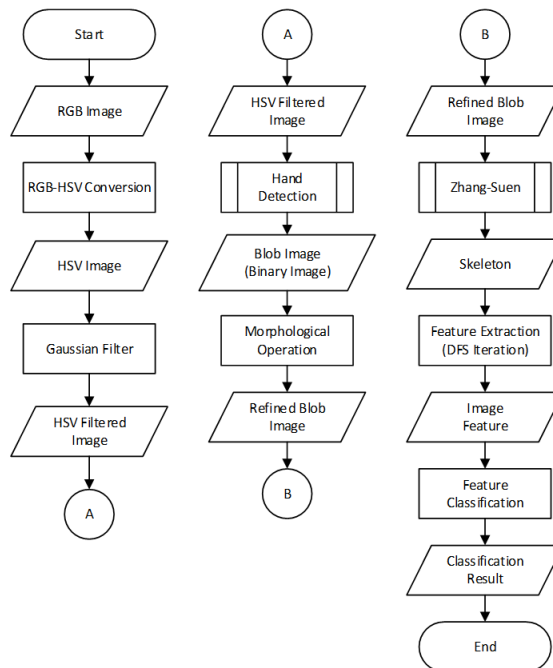 Start
RGB Image
RGB-HSV Conversion
HSV Image
Gaussian Filter
HSV Filtered
Image
A
A
HSV Filtered
Image
Hand
Detection
Blob Image
(Binary Image)
Morphological
Operation
Refined Blob
Image
B
B
Refined Blob
Image
Zhang-Suen
Skeleton
Feature Extraction
(DFS Iteration)
Image
Feature
Feature
Classification
Classification
Result
End